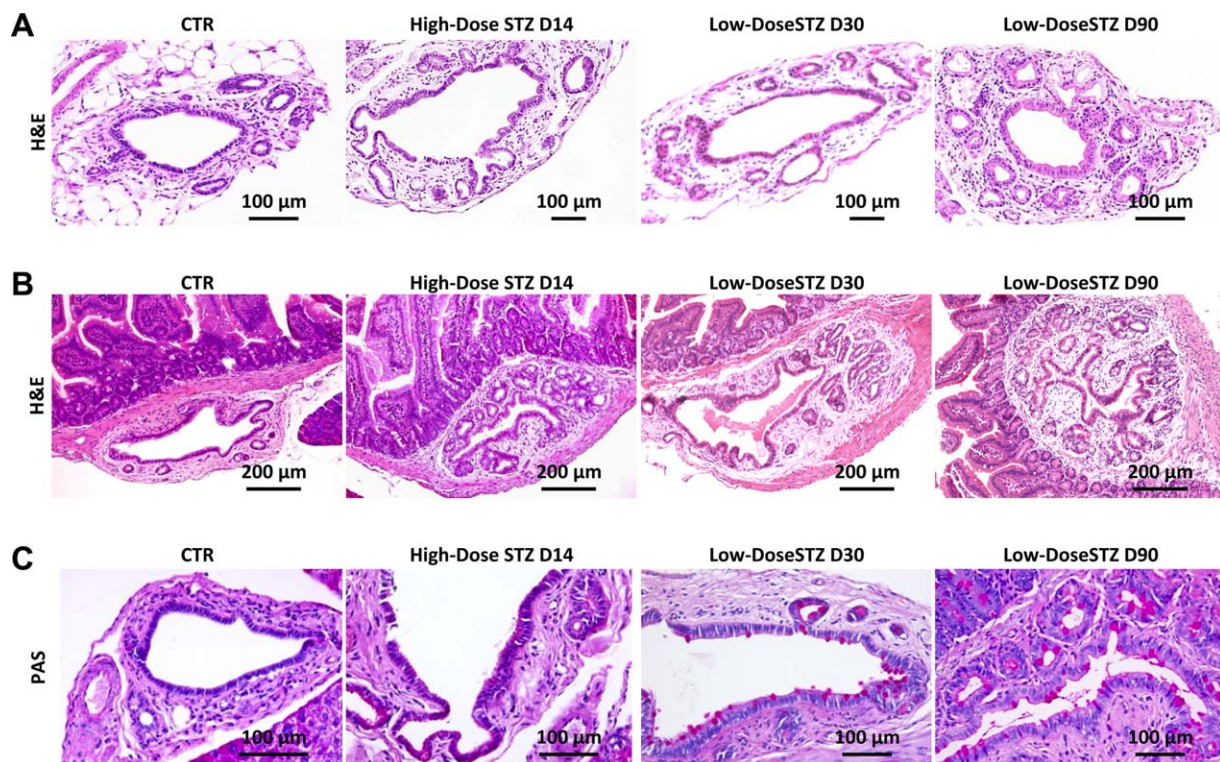 A
CTR
High-Dose STZ D14
Low-DoseSTZ D30
Low-DoseSTZ D90
H&E
100 µm
100 µm
100 µm
100 µm
B
CTR
High-Dose STZ D14
Low-DoseSTZ D30
Low-DoseSTZ D90
H&E
200 µm
200 µm
200 µm
200 µm
C
CTR
High-Dose STZ D14
Low-DoseSTZ D30
Low-DoseSTZ D90
PAS
100 µm
100 µm
100 µm
100 µm